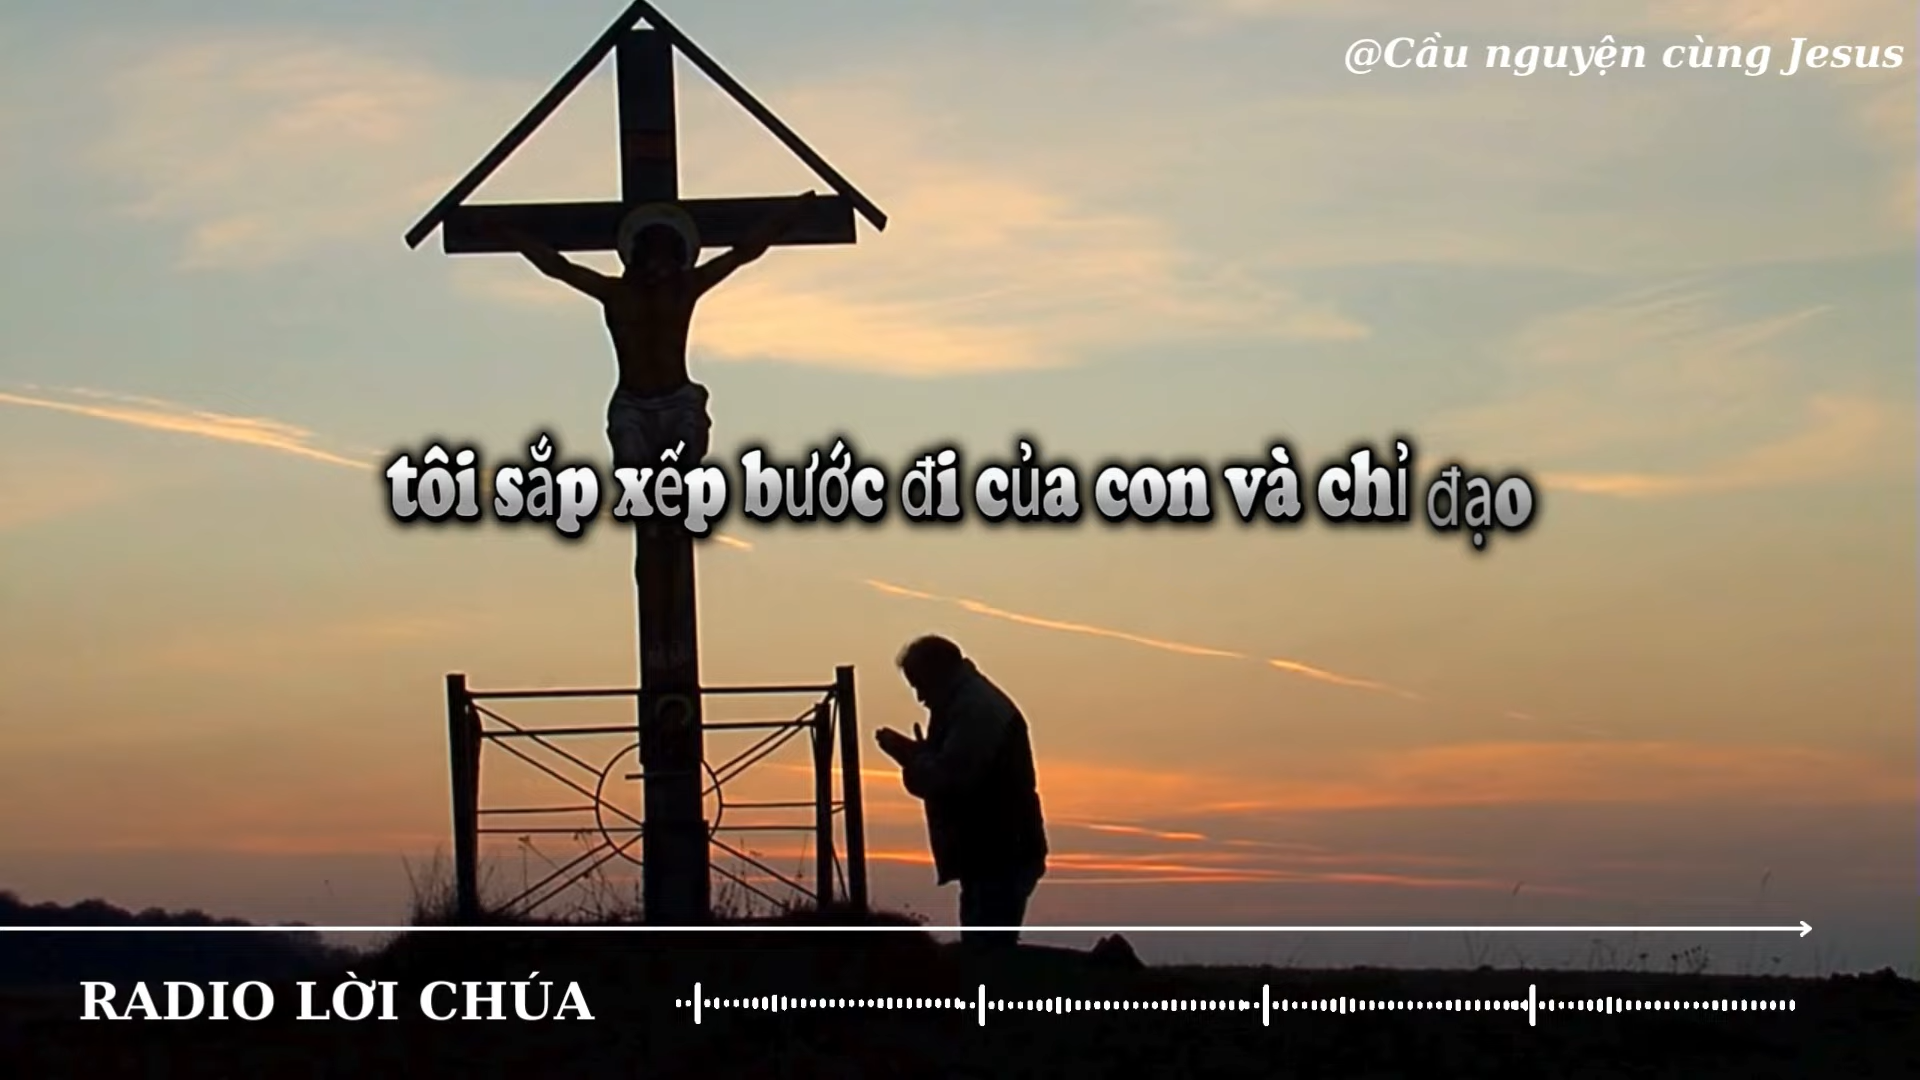 @Cầu nguyện cùng Jesus
tôi sắp xếp bước đi của con và chỉ đạo
RADIO LỜI CHÚA